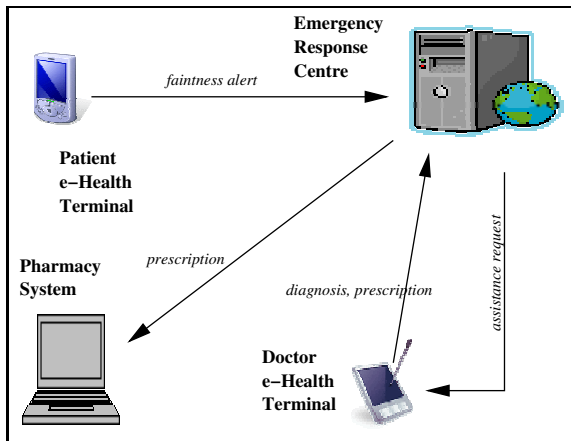 Emergency
Response
Centre
faintness alert
Patient
e-Health
Terminal
prescription
assistance request
Pharmacy
System
diagnosis, prescription
Doctor
e-Health
Terminal